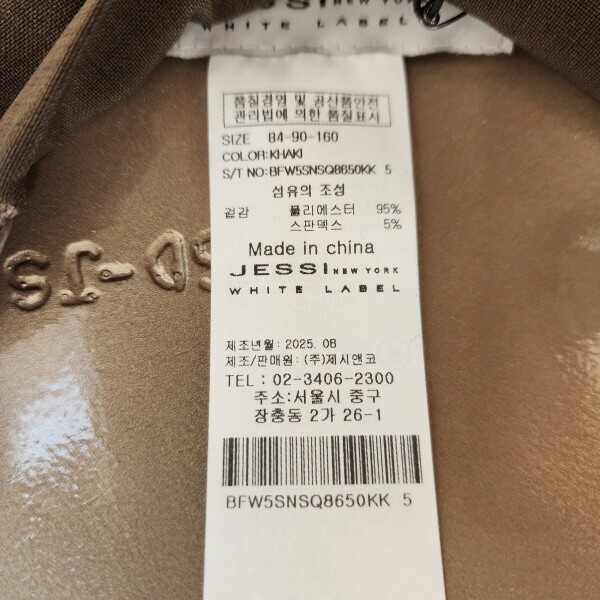 JESSI NEW YORK
WHITE LABEL
품질경영 및 공산품안전
관리법에 의한 품질표시
SIZE 84-90-160
COLOR:KHAKI
S/T NO:BFW5SNSQ8650KK 5
섬유의 조성
겉감 폴리에스터 95%
스판덱스 5%
Made in china
JESSI NEW YORK
WHITE LABEL
제조년월: 2025. 08
제조/판매원 : (주)제시앤코
TEL : 02-3406-2300
주소:서울시 중구
장충동 2가 26-1
BFW5SNSQ8650KK 5